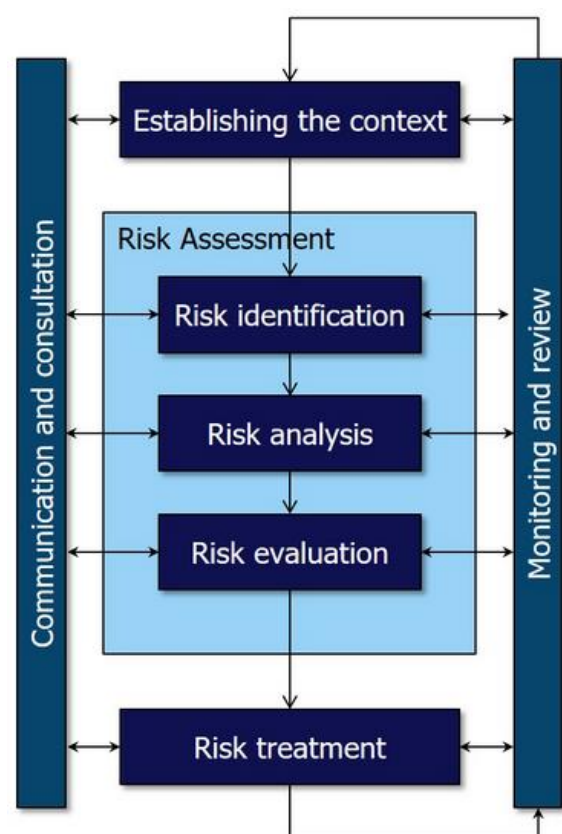 Establishing the context
Risk Assessment
Risk identification
Risk analysis
Risk evaluation
Risk treatment
Communication and consultation
Monitoring and review